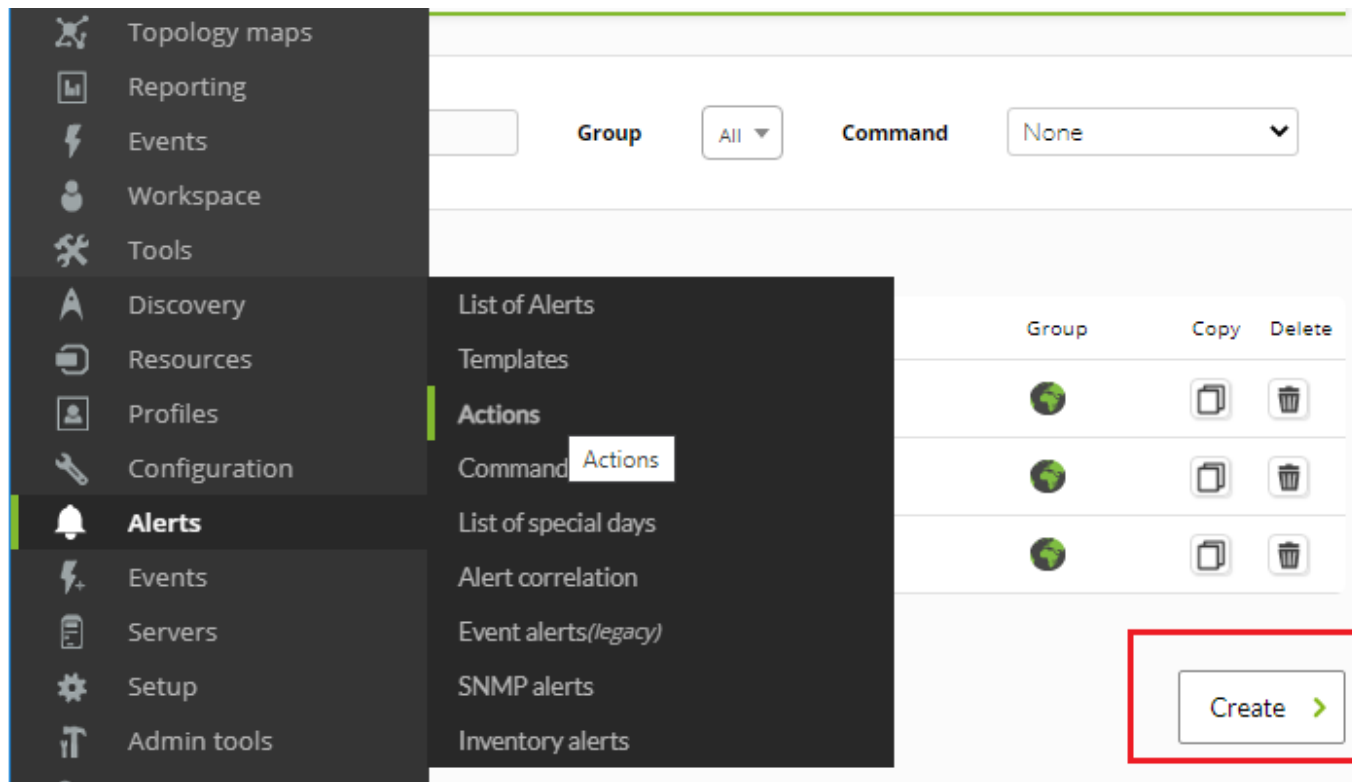 Topology maps
Reporting
Events
Workspace
Tools
Discovery
Resources
Profiles
Configuration
Alerts
Events
Servers
Setup
Admin tools
List of Alerts
Templates
Actions
Command
Actions
List of special days
Alert correlation
Event alerts(legacy)
SNMP alerts
Inventory alerts
Group All Command None
Group Copy Delete
Create